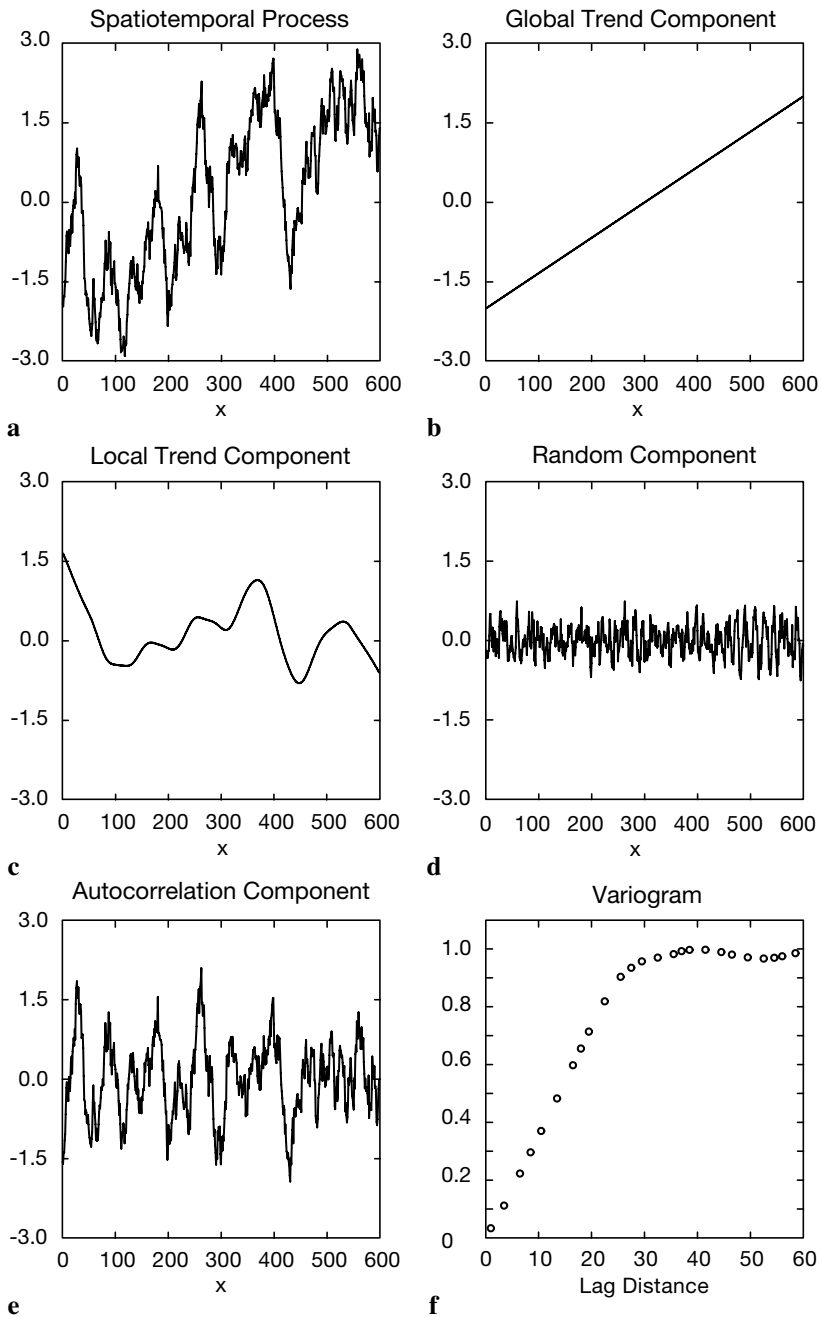 Spatiotemporal Process
3.0
1.5
0.0
-1.5
-3.0
0 100 200 300 400 500 600
x
a
Global Trend Component
3.0
1.5
0.0
-1.5
-3.0
0 100 200 300 400 500 600
x
b
Local Trend Component
3.0
1.5
0.0
-1.5
-3.0
0 100 200 300 400 500 600
x
c
Random Component
3.0
1.5
0.0
-1.5
-3.0
0 100 200 300 400 500 600
x
d
Autocorrelation Component
3.0
1.5
0.0
-1.5
-3.0
0 100 200 300 400 500 600
x
e
Variogram
1.0
0.8
0.6
0.4
0.2
0
0 10 20 30 40 50 60
Lag Distance
f